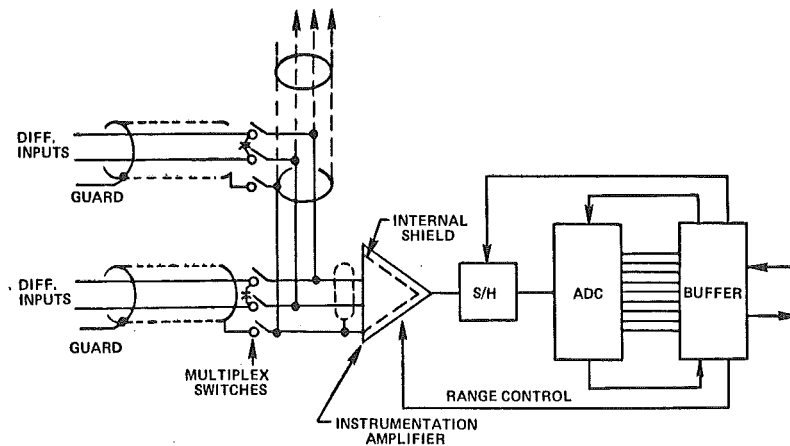 DIFF.
INPUTS
GUARD
INTERNAL
SHIELD
DIFF.
INPUTS
GUARD
MULTIPLEX
SWITCHES
S/H
ADC
BUFFER
RANGE CONTROL
INSTRUMENTATION
AMPLIFIER